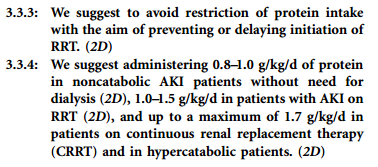 3.3.3: We suggest to avoid restriction of protein intake
with the aim of preventing or delaying initiation of
RRT. (2D)
3.3.4: We suggest administering 0.8–1.0 g/kg/d of protein
in noncatabolic AKI patients without need for
dialysis (2D), 1.0–1.5 g/kg/d in patients with AKI on
RRT (2D), and up to a maximum of 1.7 g/kg/d in
patients on continuous renal replacement therapy
(CRRT) and in hypercatabolic patients. (2D)